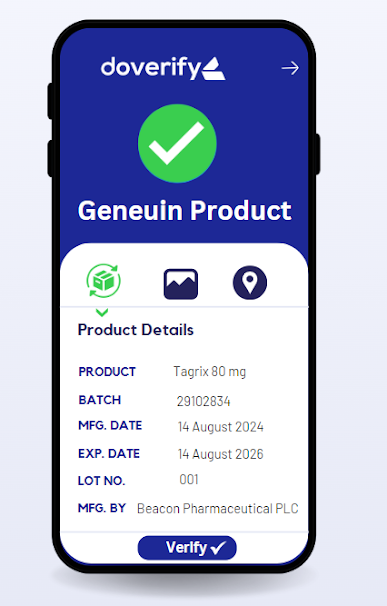 doverify
Geneuin Product
Product Details
PRODUCT Tagrix 80 mg
BATCH 29102834
MFG. DATE 14 August 2024
EXP. DATE 14 August 2026
LOT NO. 001
MFG. BY Beacon Pharmaceutical PLC
Verify